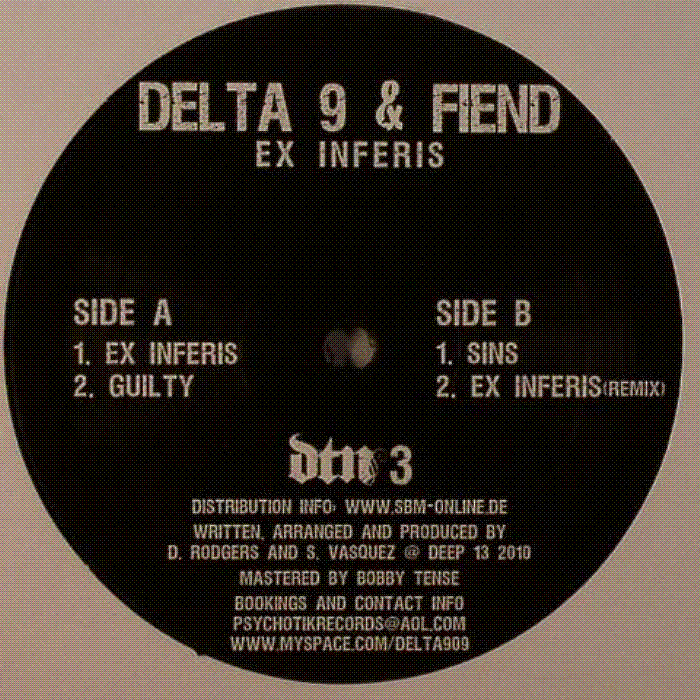 DELTA 9 & FIEND
EX INFERIS
SIDE A
1. EX INFERIS
2. GUILTY
SIDE B
1. SINS
2. EX INFERIS(REMIX)
dtn 3
DISTRIBUTION INFO: WWW.SBM-ONLINE.DE
WRITTEN, ARRANGED AND PRODUCED BY
D. RODGERS AND S. VASQUEZ @ DEEP 13 2010
MASTERED BY BOBBY TENSE
BOOKINGS AND CONTACT INFO
PSYCHOTIKRECORDS@AOL.COM
WWW.MYSPACE.COM/DELTA909